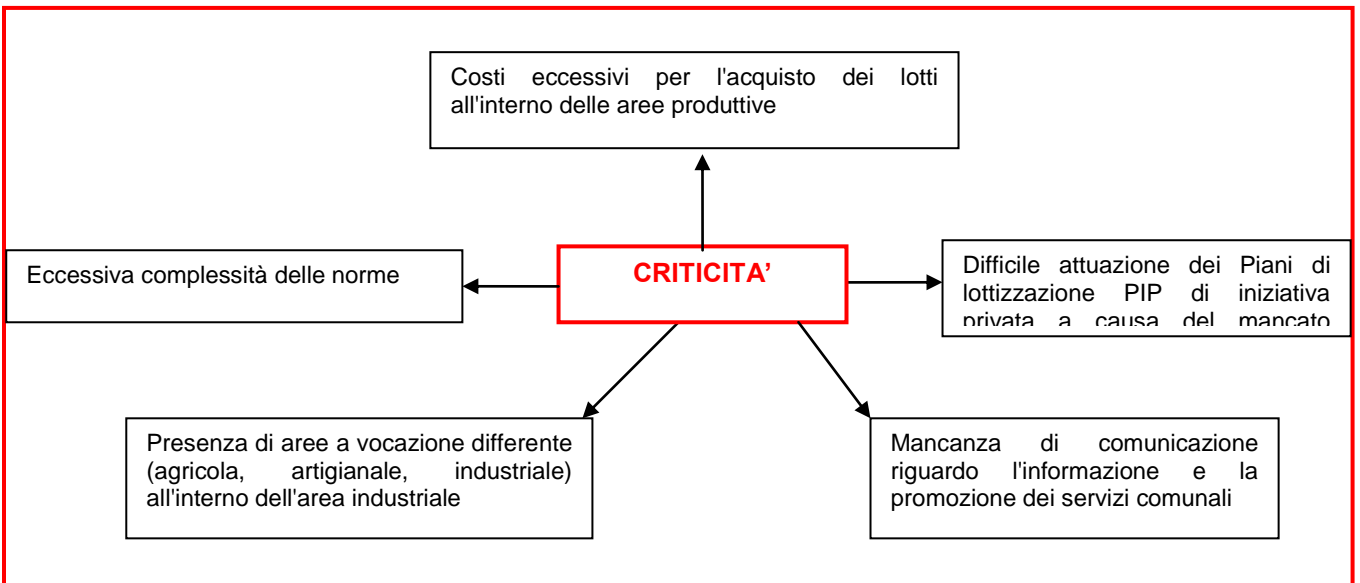 Costi eccessivi per l'acquisto dei lotti
all'interno delle aree produttive
Eccessiva complessità delle norme
CRITICITA’
Difficile attuazione dei Piani di
lottizzazione PIP di iniziativa
privata a causa del mancato
Presenza di aree a vocazione differente
(agricola, artigianale, industriale)
all'interno dell'area industriale
Mancanza di comunicazione
riguardo l'informazione e la
promozione dei servizi comunali